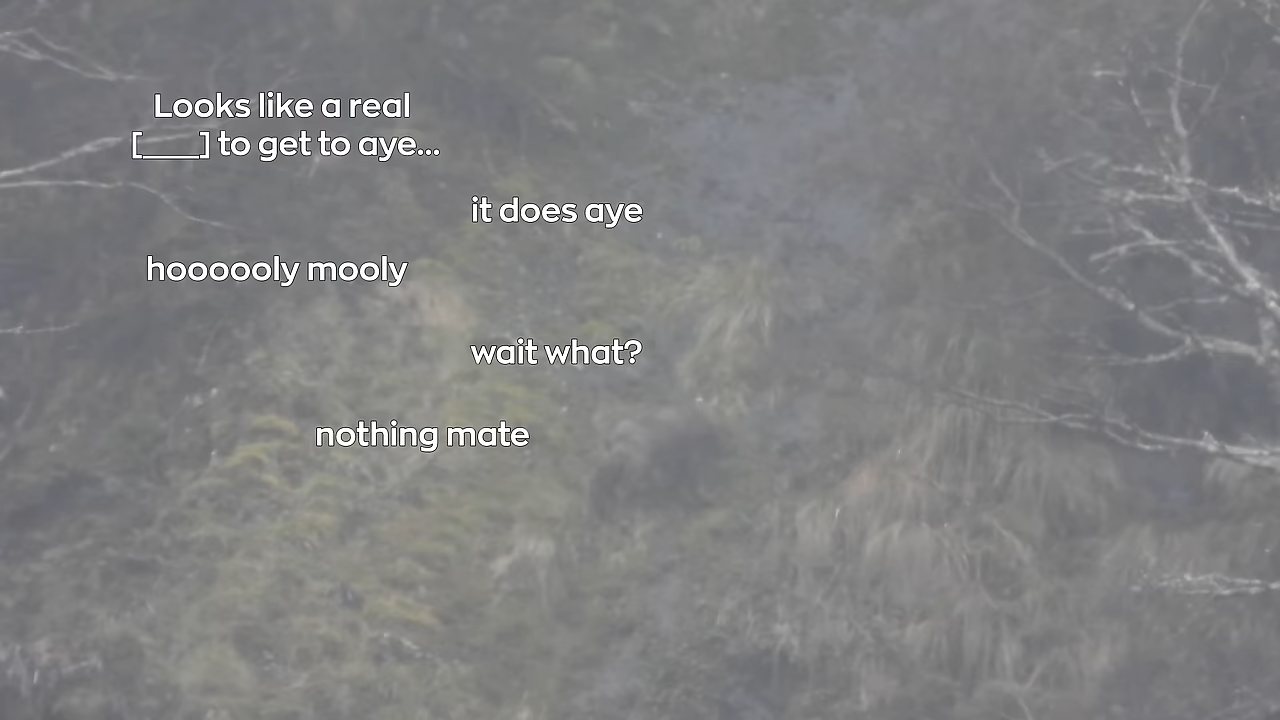 Looks like a real
[____] to get to aye...
it does aye
hoooooly mooly
wait what?
nothing mate